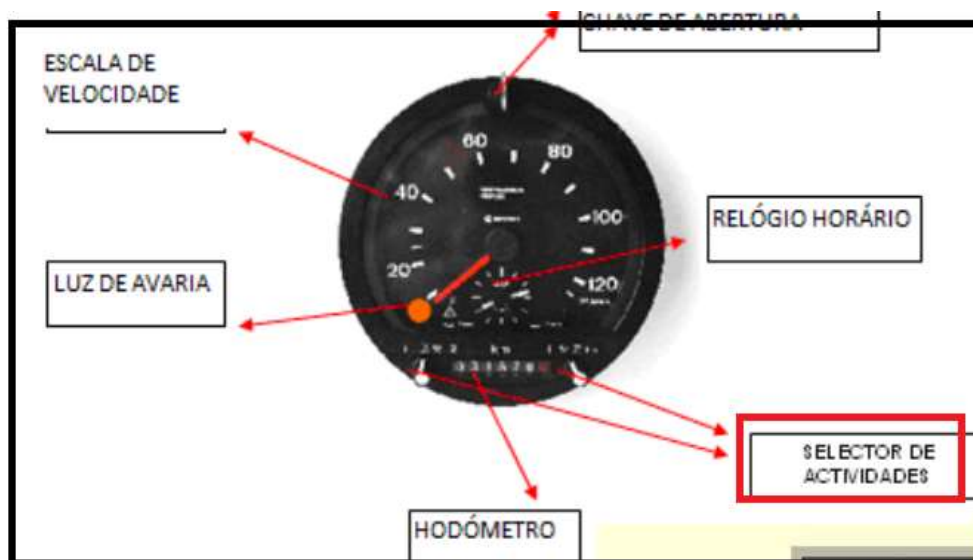 CHAVE DE ABERTURA
ESCALA DE
VELOCIDADE
60
80
40
100
RELÓGIO HORÁRIO
20
120
LUZ DE AVARIA
km
SELECTOR DE
ACTIVIDADES
HODÓMETRO